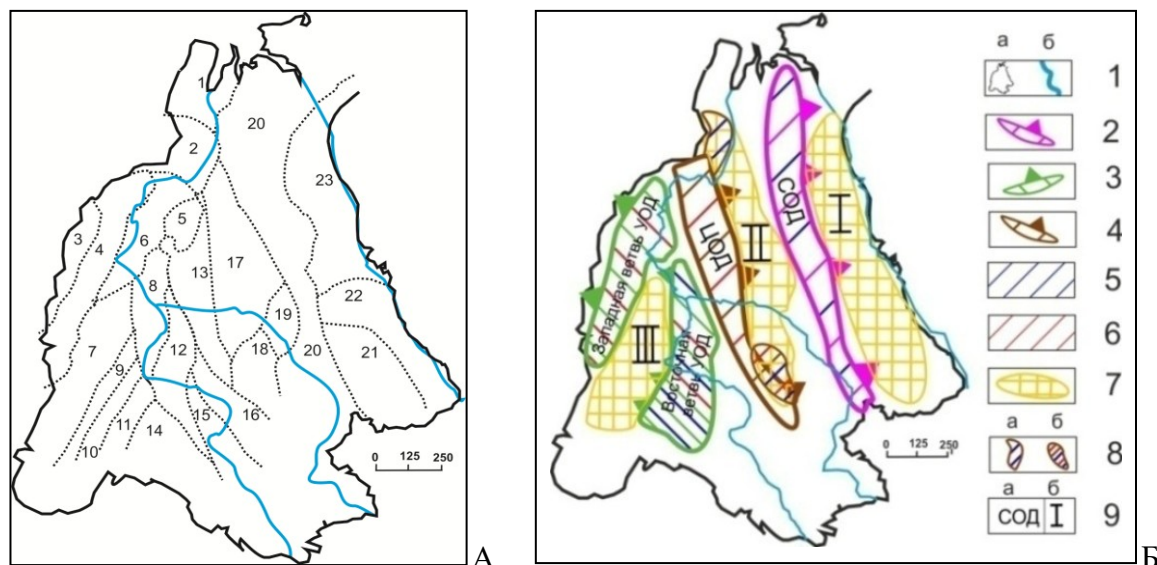 1
20
2
23
3
5
4
6
13
17
8
22
19
7
12
18
20
21
9
15
16
11
14
10
0 125 250
А
Западная ветвь УОД
ЦОД
СОД
I
II
III
Восточная
ветвь УОД
0 125 250
а б
1
2
3
4
5
6
7
а б
8
а б
СОД I 9
Б